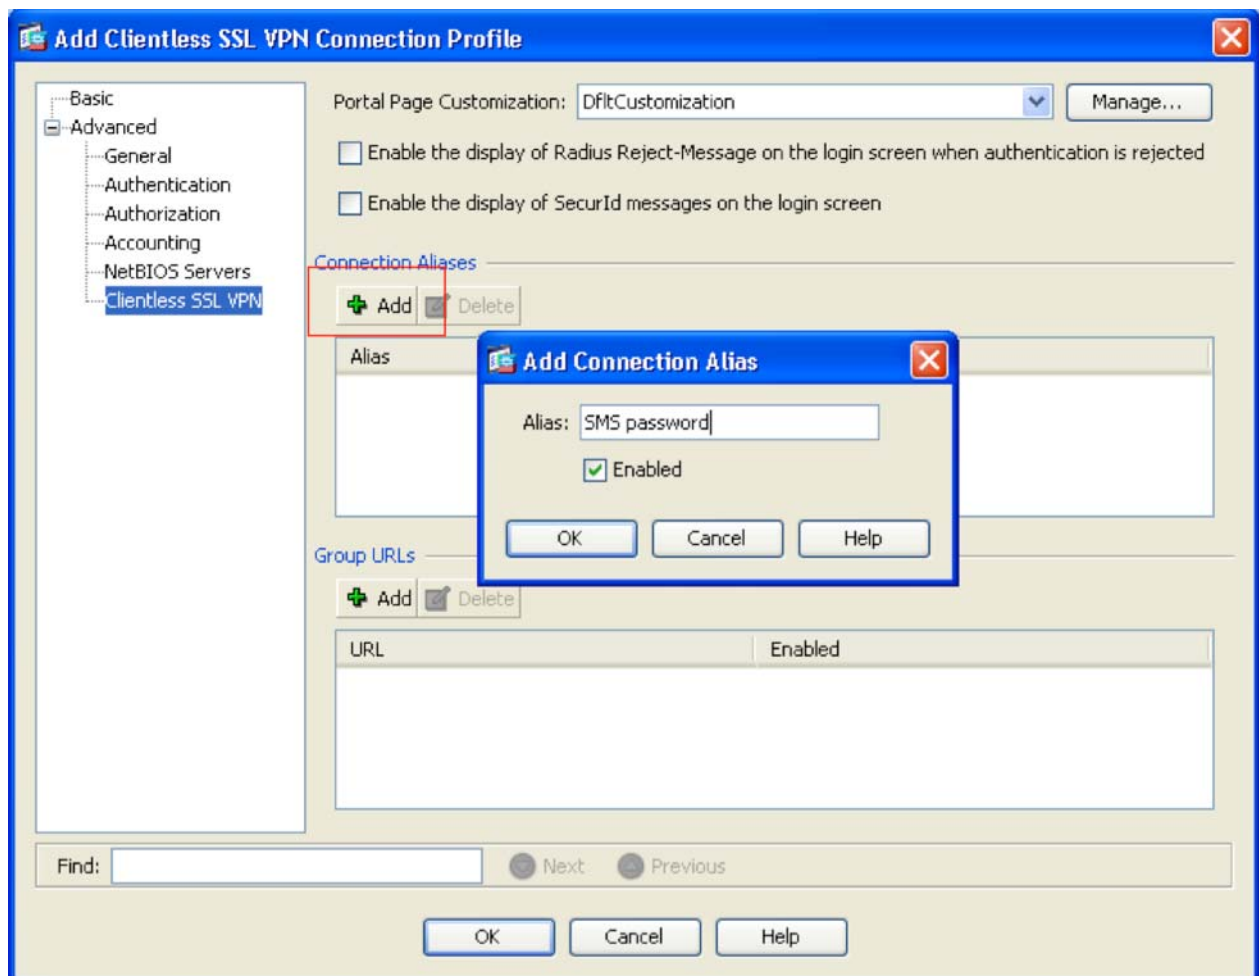 Add Clientless SSL VPN Connection Profile
Basic
Advanced
General
Authentication
Authorization
Accounting
NetBIOS Servers
Clientless SSL VPN
Portal Page Customization: DfltCustomization Manage...
Enable the display of Radius Reject-Message on the login screen when authentication is rejected
Enable the display of SecurId messages on the login screen
Connection Aliases
Add Delete
Alias
Add Connection Alias
Alias: SMS password
Enabled
OK Cancel Help
Group URLs
Add Delete
URL Enabled
Find: Next Previous
OK Cancel Help